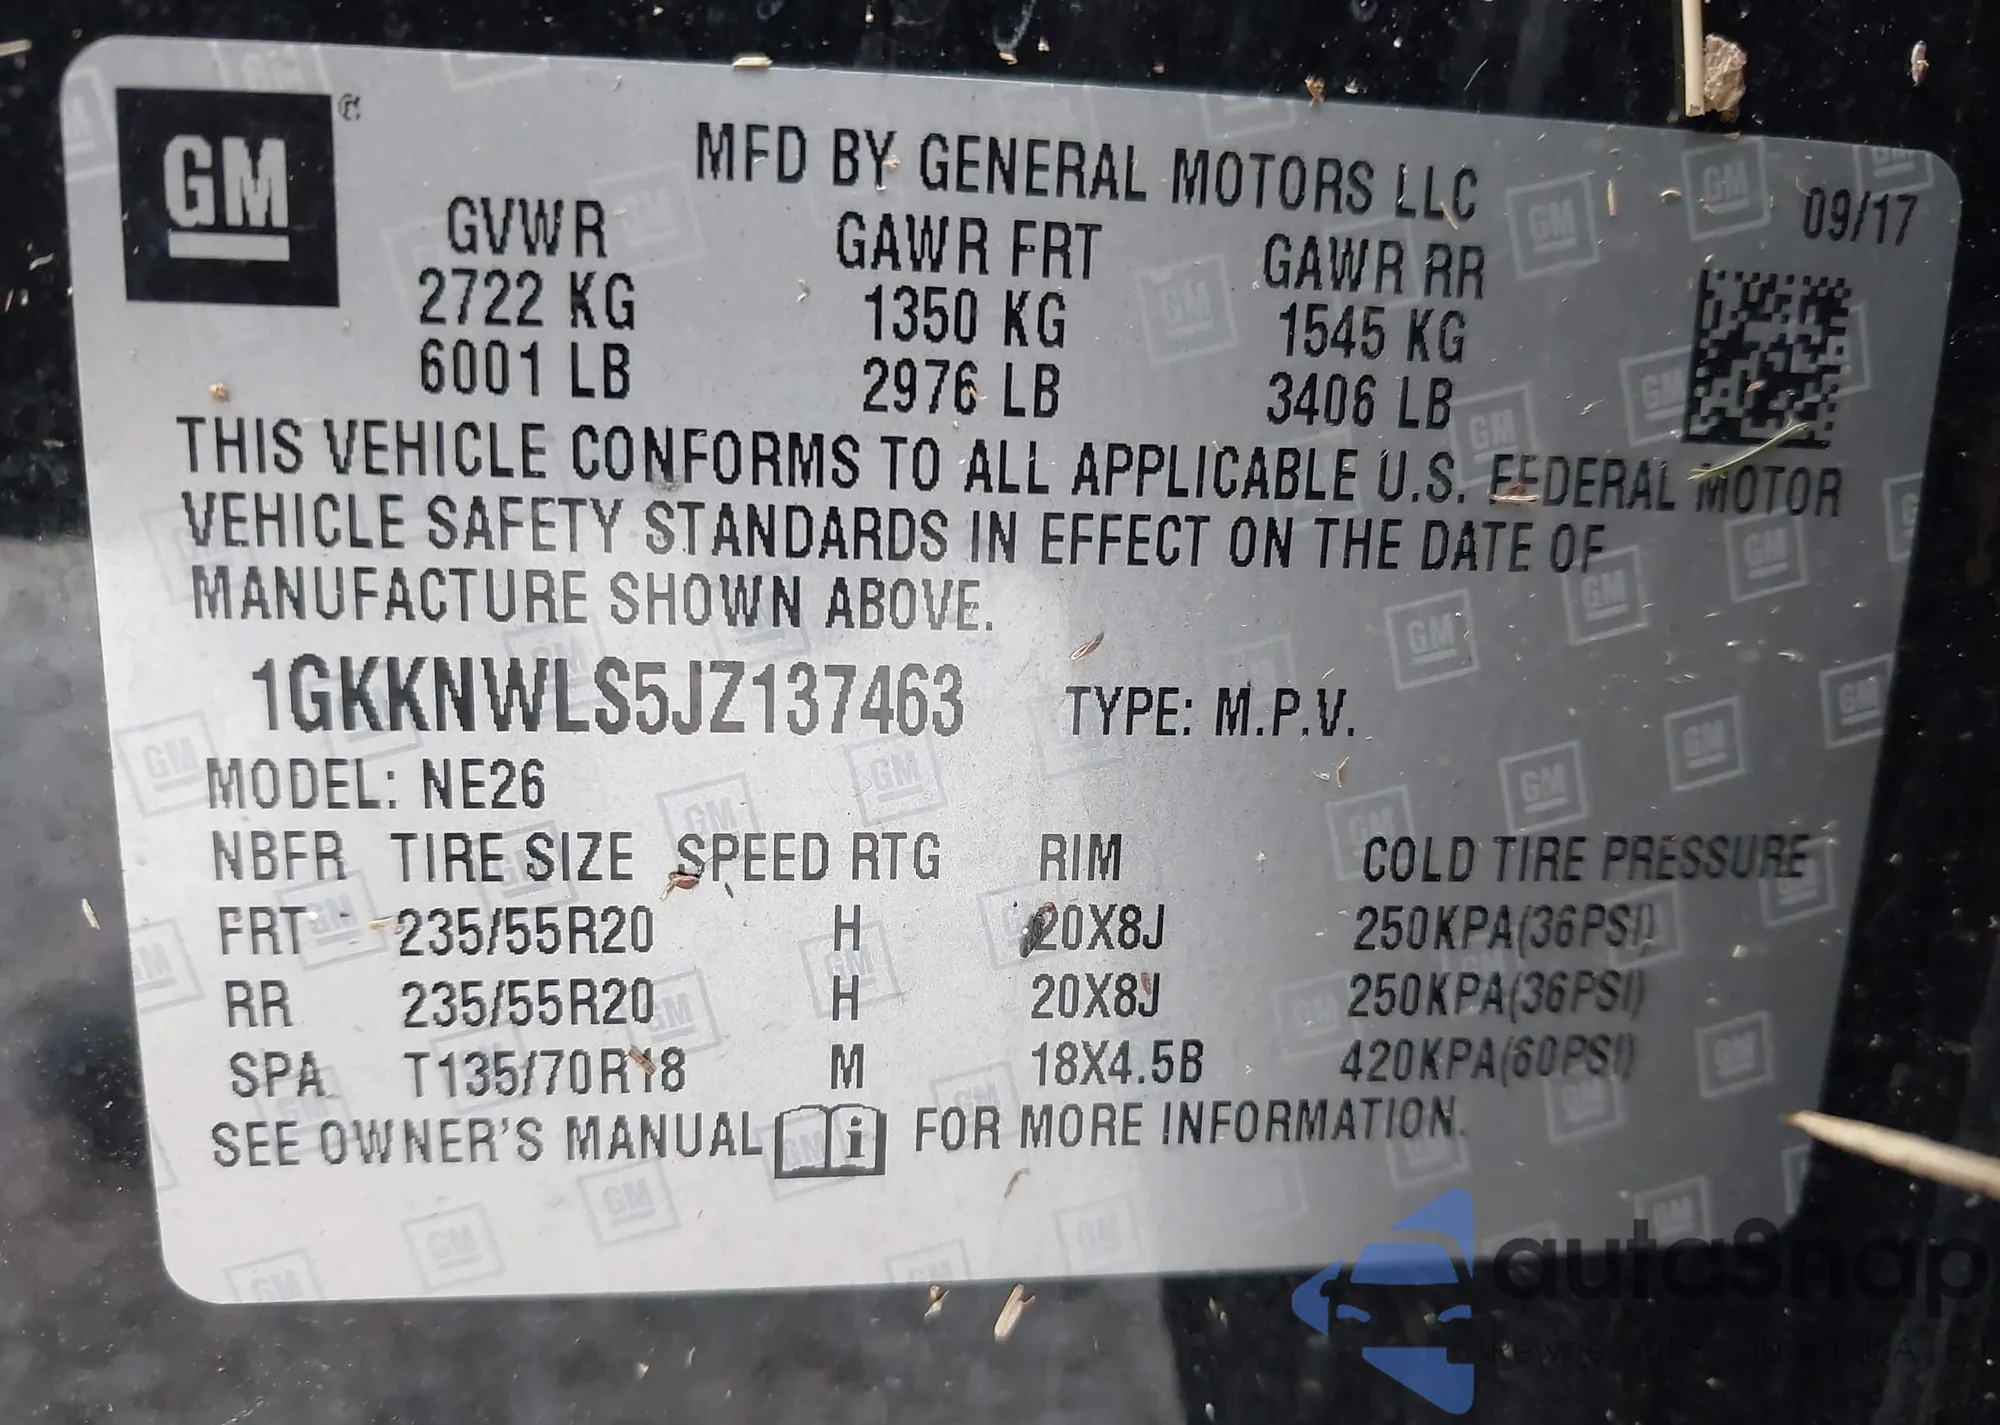 GM
MFD BY GENERAL MOTORS LLC
09/17
GVWR GAWR FRT GAWR RR
2722 KG 1350 KG 1545 KG
6001 LB 2976 LB 3406 LB
THIS VEHICLE CONFORMS TO ALL APPLICABLE U.S. FEDERAL MOTOR
VEHICLE SAFETY STANDARDS IN EFFECT ON THE DATE OF
MANUFACTURE SHOWN ABOVE.
1GKKNWLS5JZ137463 TYPE: M.P.V.
MODEL: NE26
NBFR TIRE SIZE SPEED RTG RIM COLD TIRE PRESSURE
FRT 235/55R20 H 20X8J 250KPA(36PSI)
RR 235/55R20 H 20X8J 250KPA(36PSI)
SPA T135/70R18 M 18X4.5B 420KPA(60PSI)
SEE OWNER'S MANUAL i FOR MORE INFORMATION.
autoSnap